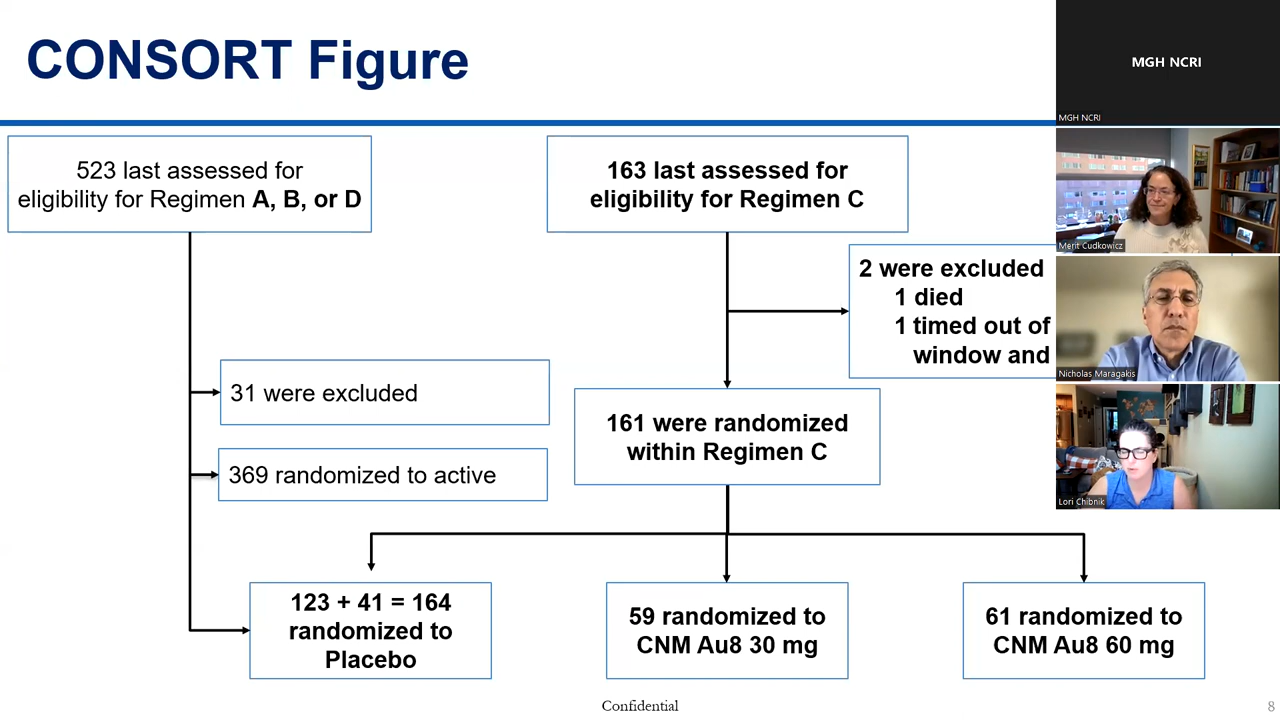 CONSORT Figure
523 last assessed for
eligibility for Regimen A, B, or D
163 last assessed for
eligibility for Regimen C
2 were excluded
1 died
1 timed out of
window and
31 were excluded
161 were randomized
within Regimen C
369 randomized to active
123 + 41 = 164
randomized to
Placebo
59 randomized to
CNM Au8 30 mg
61 randomized to
CNM Au8 60 mg
Confidential
8
MGH NCRI
MGH NCRI
Merit Cudkowicz
Nicholas Maragakis
Lori Chibnik